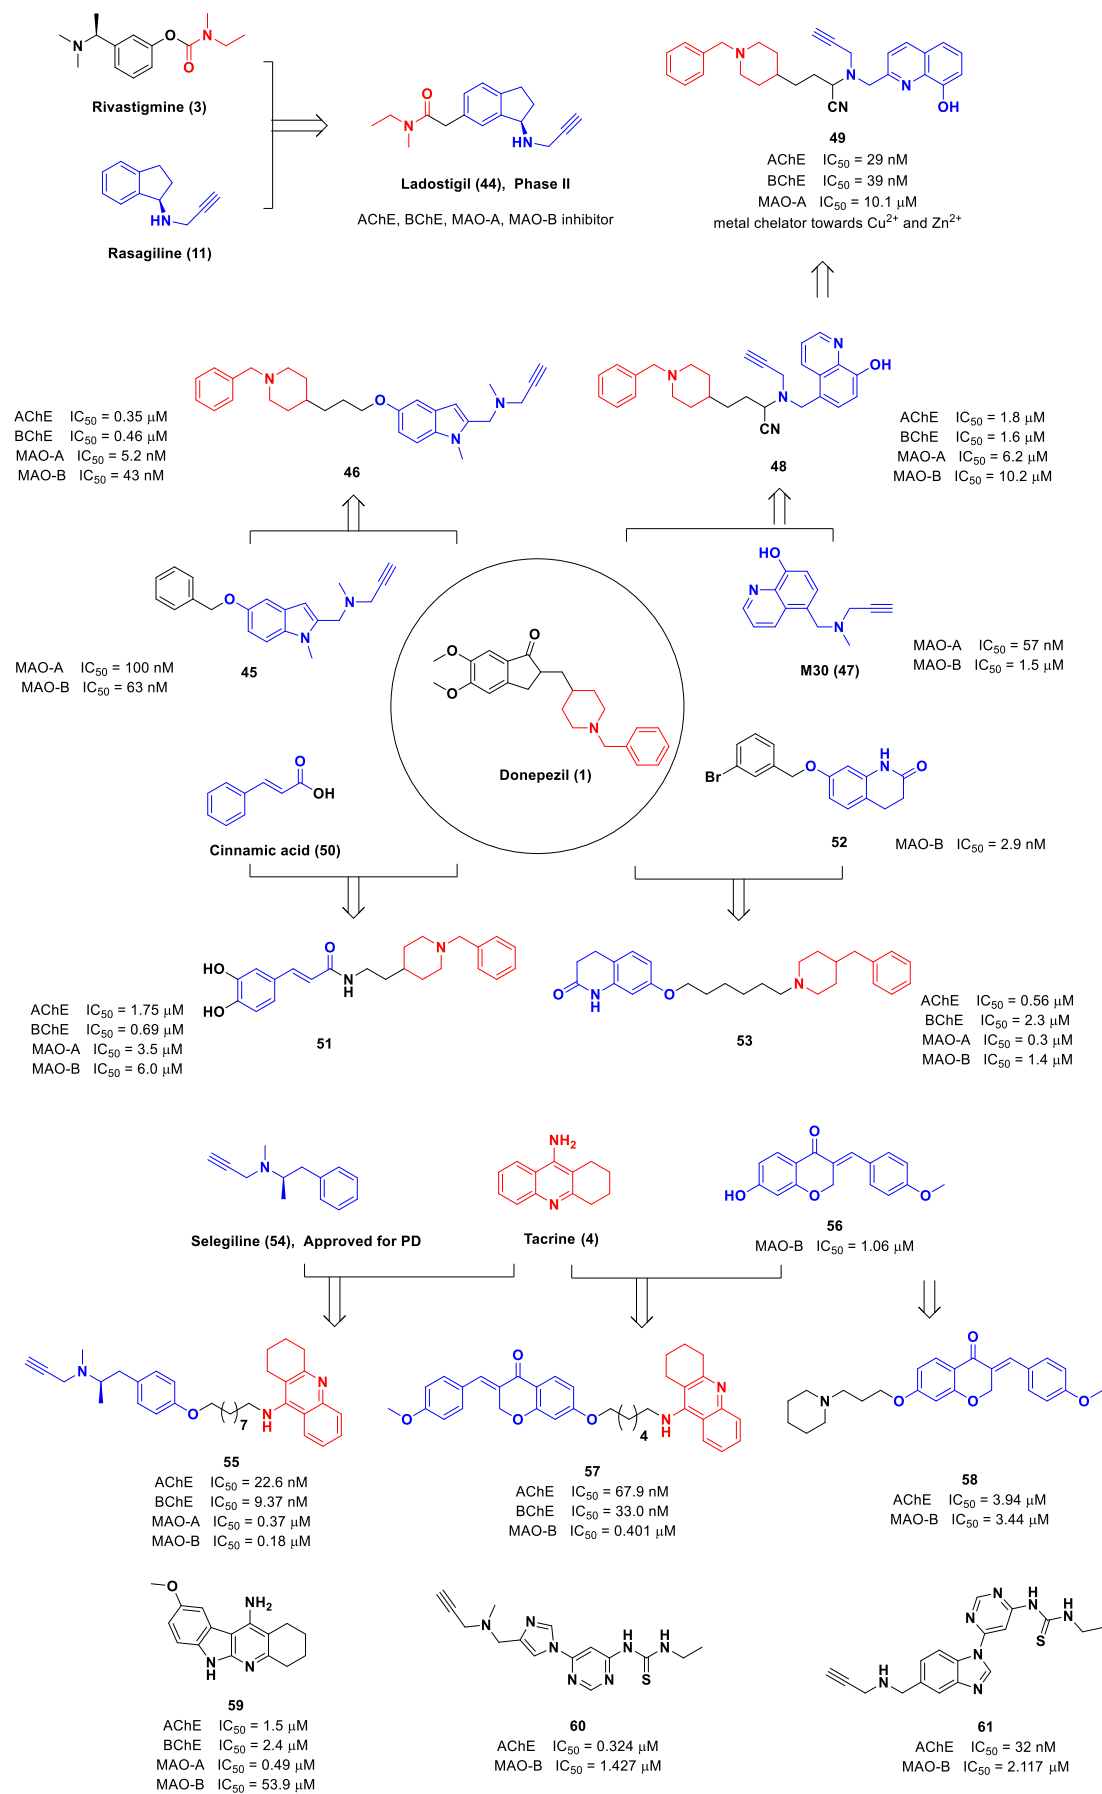 Rivastigmine (3)
Rasagiline (11)
Ladostigil (44), Phase II
AChE, BChE, MAO-A, MAO-B inhibitor
49
AChE IC50 = 29 nM
BChE IC50 = 39 nM
MAO-A IC50 = 10.1 μM
metal chelator towards Cu2+ and Zn2+
AChE IC50 = 0.35 μM
BChE IC50 = 0.46 μM
MAO-A IC50 = 5.2 nM
MAO-B IC50 = 43 nM
46
48
AChE IC50 = 1.8 μM
BChE IC50 = 1.6 μM
MAO-A IC50 = 6.2 μM
MAO-B IC50 = 10.2 μM
MAO-A IC50 = 100 nM
MAO-B IC50 = 63 nM
45
M30 (47)
MAO-A IC50 = 57 nM
MAO-B IC50 = 1.5 μM
Donepezil (1)
Cinnamic acid (50)
52
MAO-B IC50 = 2.9 nM
AChE IC50 = 1.75 μM
BChE IC50 = 0.69 μM
MAO-A IC50 = 3.5 μM
MAO-B IC50 = 6.0 μM
51
53
AChE IC50 = 0.56 μM
BChE IC50 = 2.3 μM
MAO-A IC50 = 0.3 μM
MAO-B IC50 = 1.4 μM
Selegiline (54), Approved for PD
Tacrine (4)
56
MAO-B IC50 = 1.06 μM
55
AChE IC50 = 22.6 nM
BChE IC50 = 9.37 nM
MAO-A IC50 = 0.37 μM
MAO-B IC50 = 0.18 μM
57
AChE IC50 = 67.9 nM
BChE IC50 = 33.0 nM
MAO-B IC50 = 0.401 μM
58
AChE IC50 = 3.94 μM
MAO-B IC50 = 3.44 μM
59
AChE IC50 = 1.5 μM
BChE IC50 = 2.4 μM
MAO-A IC50 = 0.49 μM
MAO-B IC50 = 53.9 μM
60
AChE IC50 = 0.324 μM
MAO-B IC50 = 1.427 μM
61
AChE IC50 = 32 nM
MAO-B IC50 = 2.117 μM